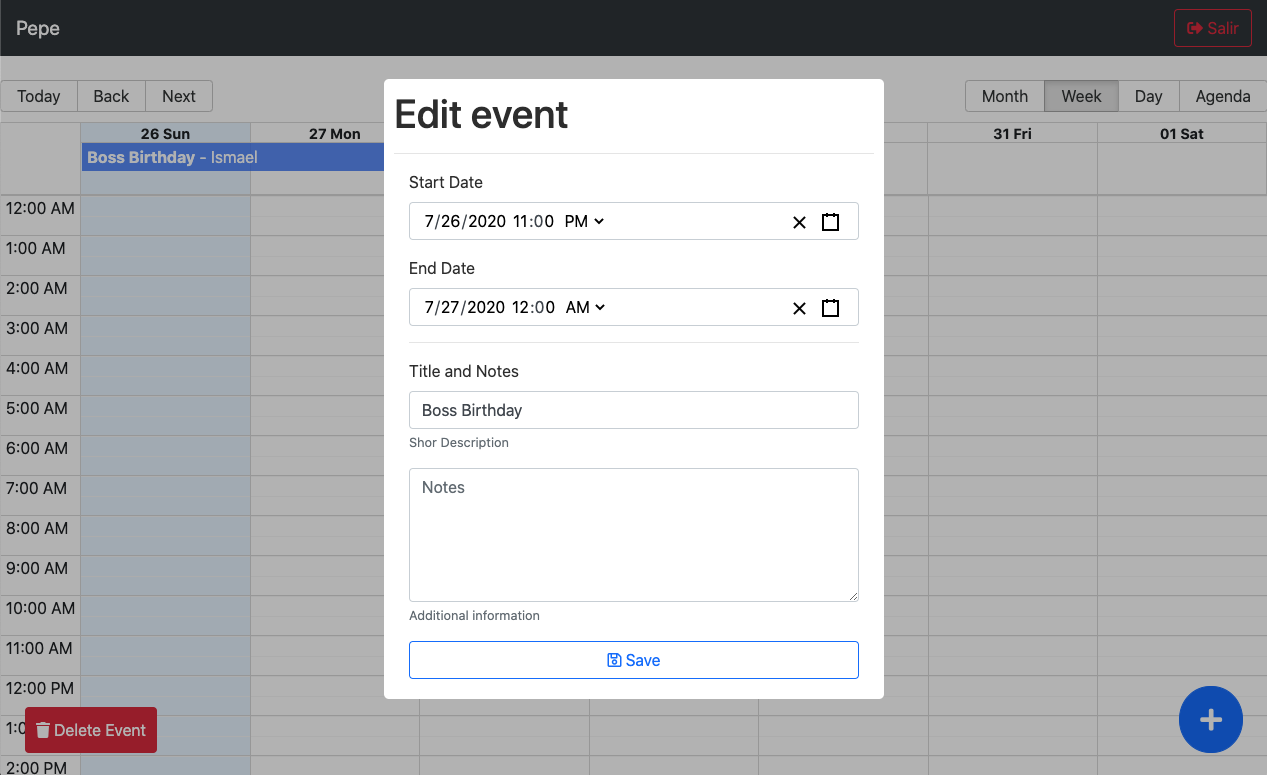 Pepe
Salir
Today Back Next
Month Week Day Agenda
26 Sun 27 Mon 31 Fri 01 Sat
Boss Birthday - Ismael
Edit event
Start Date
7/26/2020 11:00 PM
End Date
7/27/2020 12:00 AM
Title and Notes
Boss Birthday
Shor Description
Notes
Additional information
Save
12:00 AM
1:00 AM
2:00 AM
3:00 AM
4:00 AM
5:00 AM
6:00 AM
7:00 AM
8:00 AM
9:00 AM
10:00 AM
11:00 AM
12:00 PM
Delete Event
2:00 PM